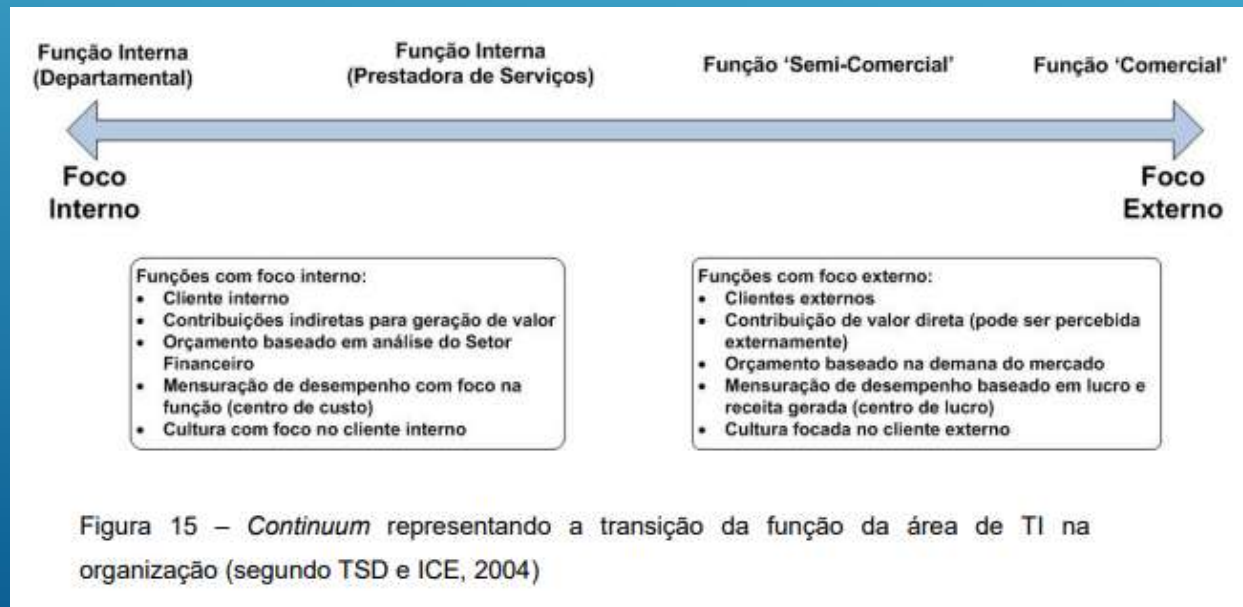 Função Interna
(Departamental)
Função Interna
(Prestadora de Serviços)
Função 'Semi-Comercial'
Função 'Comercial'
Foco
Interno
Foco
Externo
Funções com foco interno:
• Cliente interno
• Contribuições indiretas para geração de valor
• Orçamento baseado em análise do Setor
Financeiro
• Mensuração de desempenho com foco na
função (centro de custo)
• Cultura com foco no cliente interno
Funções com foco externo:
• Clientes externos
• Contribuição de valor direta (pode ser percebida
externamente)
• Orçamento baseado na demana do mercado
• Mensuração de desempenho baseado em lucro e
receita gerada (centro de lucro)
• Cultura focada no cliente externo
Figura 15 – Continuum representando a transição da função da área de TI na
organização (segundo TSD e ICE, 2004)